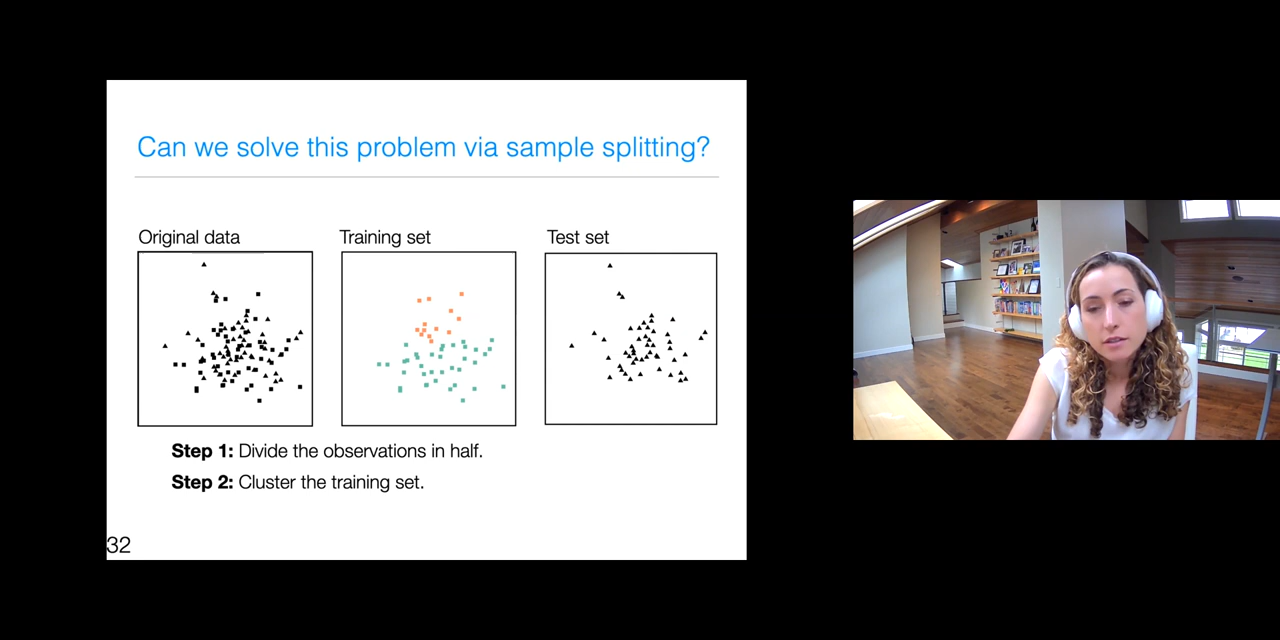 Can we solve this problem via sample splitting?
Original data
Training set
Test set
Step 1: Divide the observations in half.
Step 2: Cluster the training set.
32